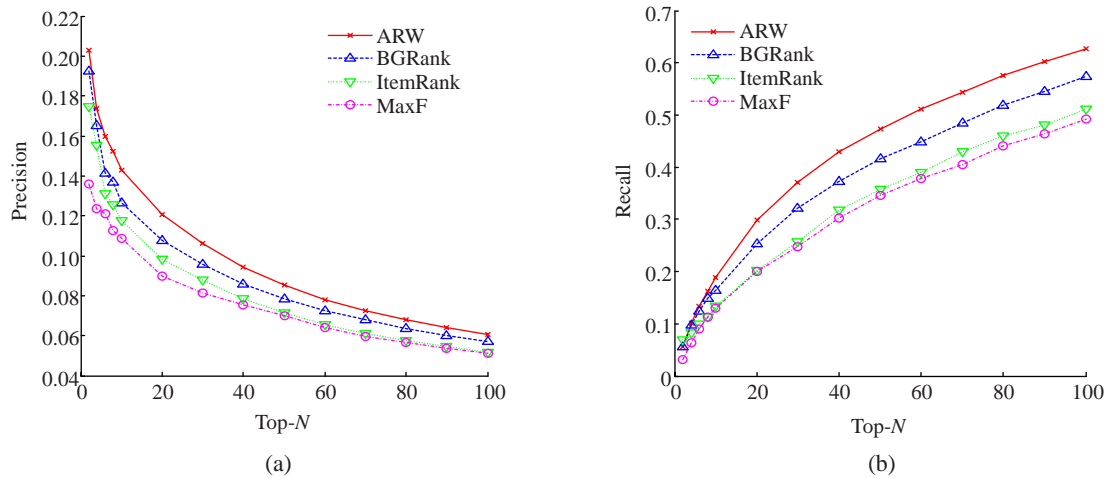 0.22
0.20
0.18
0.16
0.14
0.12
0.10
0.08
0.06
0.04
Precision
0 20 40 60 80 100
Top-N
ARW
BGRank
ItemRank
MaxF
(a)
0.7
0.6
0.5
0.4
0.3
0.2
0.1
0
Recall
0 20 40 60 80 100
Top-N
ARW
BGRank
ItemRank
MaxF
(b)